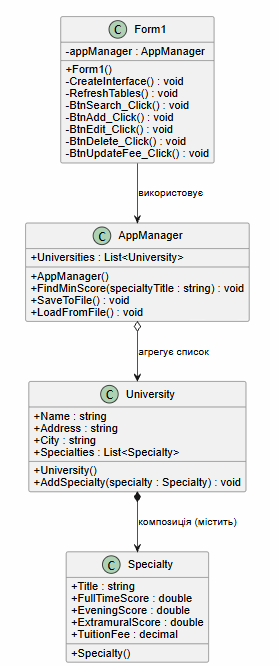 C Form1
-appManager : AppManager
+Form1()
-CreateInterface() : void
-RefreshTables() : void
-BtnSearch_Click() : void
-BtnAdd_Click() : void
-BtnEdit_Click() : void
-BtnDelete_Click() : void
-BtnUpdateFee_Click() : void
використовує
C AppManager
+Universities : List<University>
+AppManager()
+FindMinScore(specialtyTitle : string) : void
+SaveToFile() : void
+LoadFromFile() : void
агрегує список
C University
+Name : string
+Address : string
+City : string
+Specialties : List<Specialty>
+University()
+AddSpecialty(specialty : Specialty) : void
композиція (містить)
C Specialty
+Title : string
+FullTimeScore : double
+EveningScore : double
+ExtramuralScore : double
+TuitionFee : decimal
+Specialty()